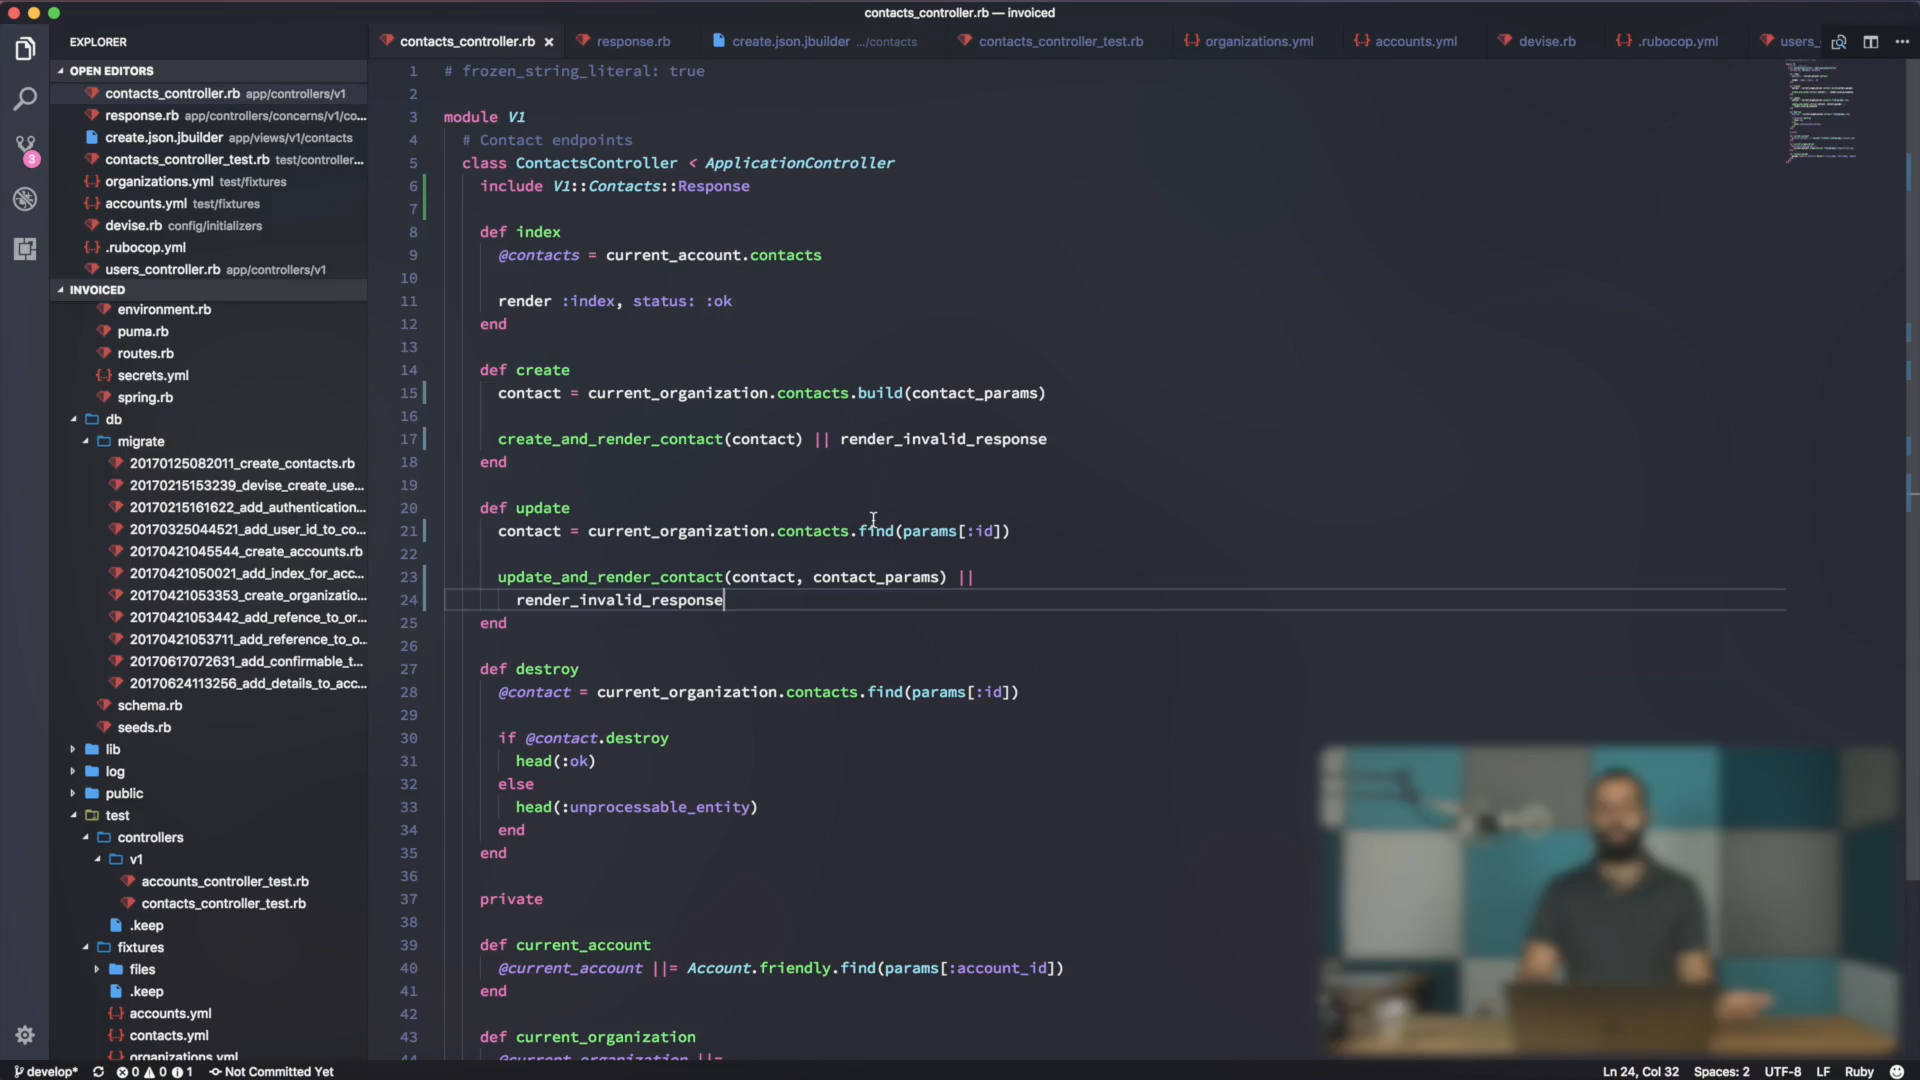 contacts_controller.rb — invoiced
EXPLORER
OPEN EDITORS
contacts_controller.rb app/controllers/v1
response.rb app/controllers/concerns/v1/co...
create.json.jbuilder app/views/v1/contacts
contacts_controller_test.rb test/controller...
organizations.yml test/fixtures
accounts.yml test/fixtures
devise.rb config/initializers
.rubocop.yml
users_controller.rb app/controllers/v1
INVOICED
environment.rb
puma.rb
routes.rb
secrets.yml
spring.rb
db
migrate
20170125082011_create_contacts.rb
20170215153239_devise_create_use...
20170215161622_add_authentication...
20170325044521_add_user_id_to_co...
20170421045544_create_accounts.rb
20170421050021_add_index_for_acc...
20170421053353_create_organizatio...
20170421053442_add_refence_to_or...
20170421053711_add_reference_to_o...
20170617072631_add_confirmable_t...
20170624113256_add_details_to_acc...
schema.rb
seeds.rb
lib
log
public
test
controllers
v1
accounts_controller_test.rb
contacts_controller_test.rb
.keep
fixtures
files
.keep
accounts.yml
contacts.yml
organizations.yml
3
contacts_controller.rb × response.rb create.json.jbuilder .../contacts contacts_controller_test.rb organizations.yml accounts.yml devise.rb .rubocop.yml users_
1 # frozen_string_literal: true
2
3 module V1
4 # Contact endpoints
5 class ContactsController < ApplicationController
6 include V1::Contacts::Response
7
8 def index
9 @contacts = current_account.contacts
10
11 render :index, status: :ok
12 end
13
14 def create
15 contact = current_organization.contacts.build(contact_params)
16
17 create_and_render_contact(contact) || render_invalid_response
18 end
19
20 def update
21 contact = current_organization.contacts.find(params[:id])
22
23 update_and_render_contact(contact, contact_params) ||
24 render_invalid_response
25 end
26
27 def destroy
28 @contact = current_organization.contacts.find(params[:id])
29
30 if @contact.destroy
31 head(:ok)
32 else
33 head(:unprocessable_entity)
34 end
35 end
36
37 private
38
39 def current_account
40 @current_account ||= Account.friendly.find(params[:account_id])
41 end
42
43 def current_organization
44 @current_organization ||=
develop* 0 0 1 Not Committed Yet
Ln 24, Col 32 Spaces: 2 UTF-8 LF Ruby